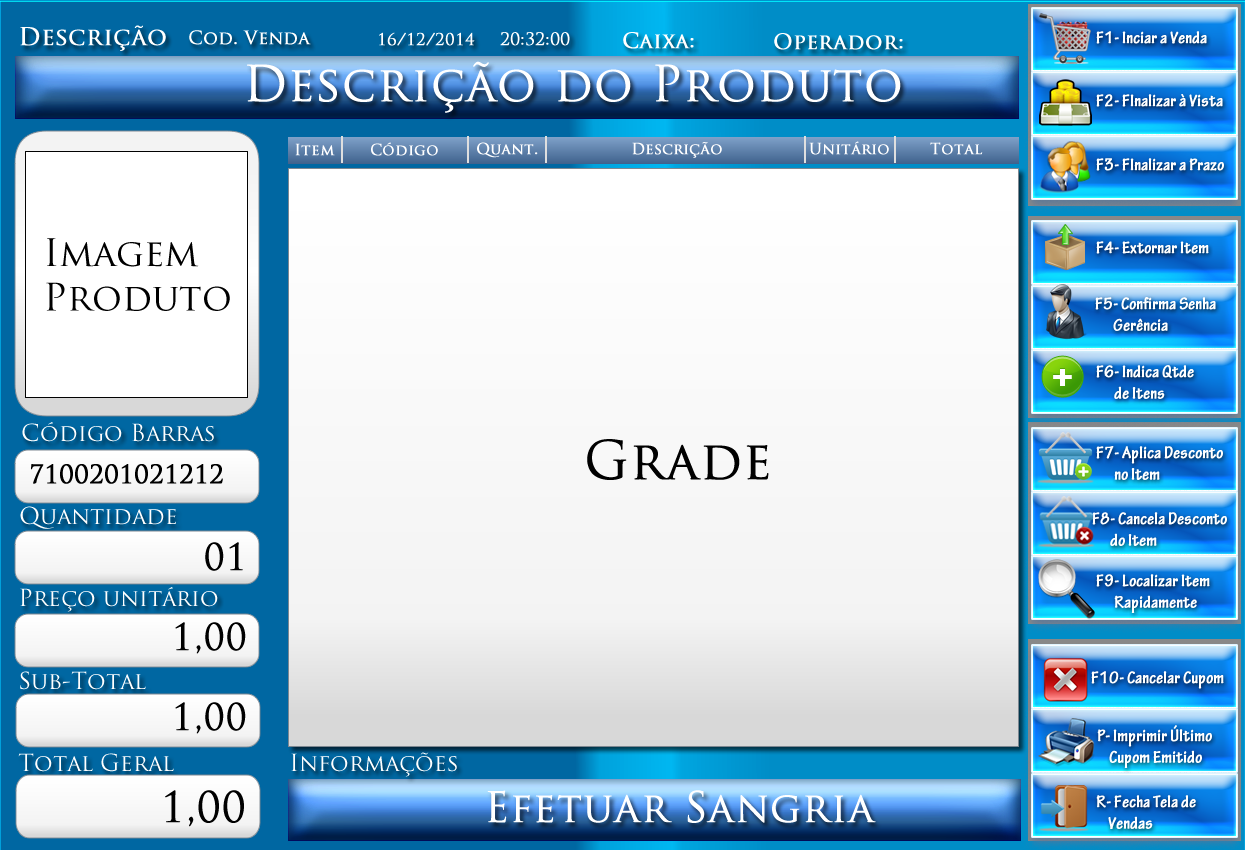 Descrição Cod. Venda 16/12/2014 20:32:00 Caixa: Operador:
Descrição do Produto
Imagem
Produto
Código Barras
7100201021212
Quantidade
01
Preço unitário
1,00
Sub-Total
1,00
Total Geral
1,00
Item Código Quant. Descrição Unitário Total
Grade
Informações
Efetuar Sangria
F1- Inciar a Venda
F2- FInalizar à Vista
F3- FInalizar a Prazo
F4- Extornar Item
F5- Confirma Senha
Gerência
F6- Indica Qtde
de Itens
F7- Aplica Desconto
no Item
F8- Cancela Desconto
do Item
F9- Localizar Item
Rapidamente
F10- Cancelar Cupom
P- Imprimir Último
Cupom Emitido
R- Fecha Tela de
Vendas